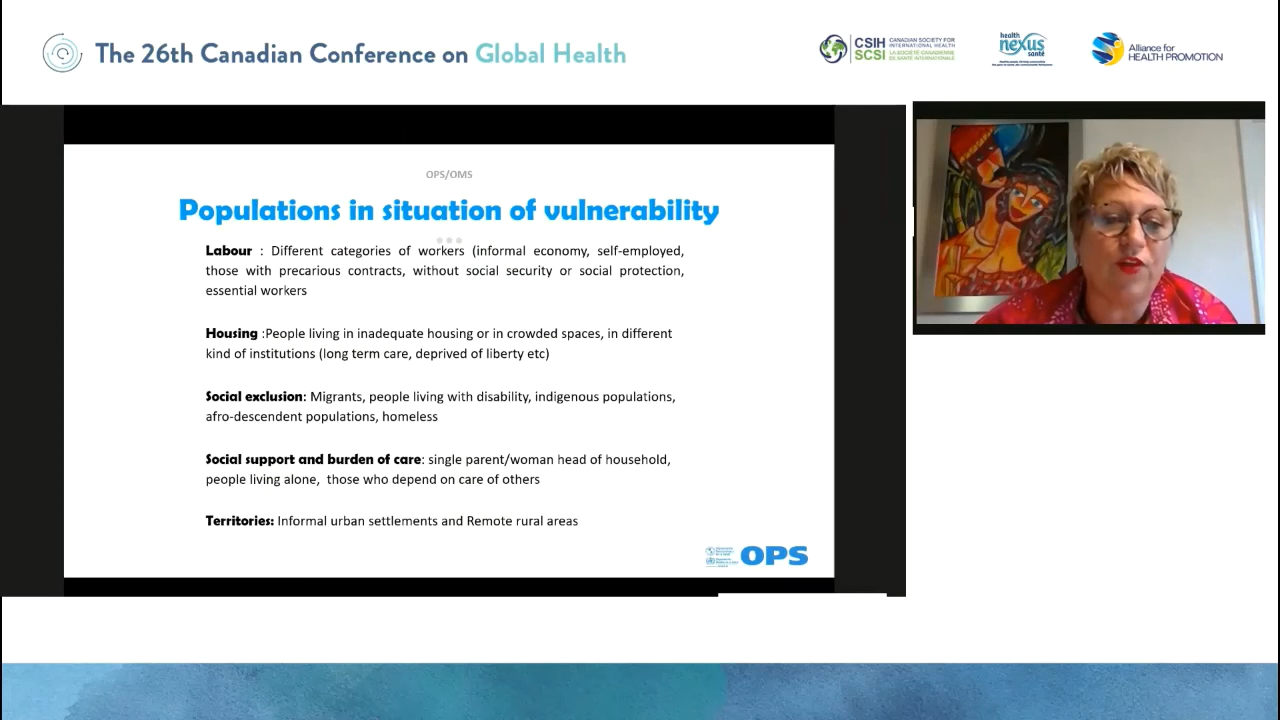 The 26th Canadian Conference on Global Health
CSIH
SCSI
CANADIAN SOCIETY FOR
INTERNATIONAL HEALTH
LA SOCIÉTÉ CANADIENNE
DE SANTÉ INTERNATIONALE
health
nexus
santé
Alliance for
HEALTH PROMOTION
OPS/OMS
Populations in situation of vulnerability
Labour : Different categories of workers (informal economy, self-employed,
those with precarious contracts, without social security or social protection,
essential workers
Housing :People living in inadequate housing or in crowded spaces, in different
kind of institutions (long term care, deprived of liberty etc)
Social exclusion: Migrants, people living with disability, indigenous populations,
afro-descendent populations, homeless
Social support and burden of care: single parent/woman head of household,
people living alone, those who depend on care of others
Territories: Informal urban settlements and Remote rural areas
OPS